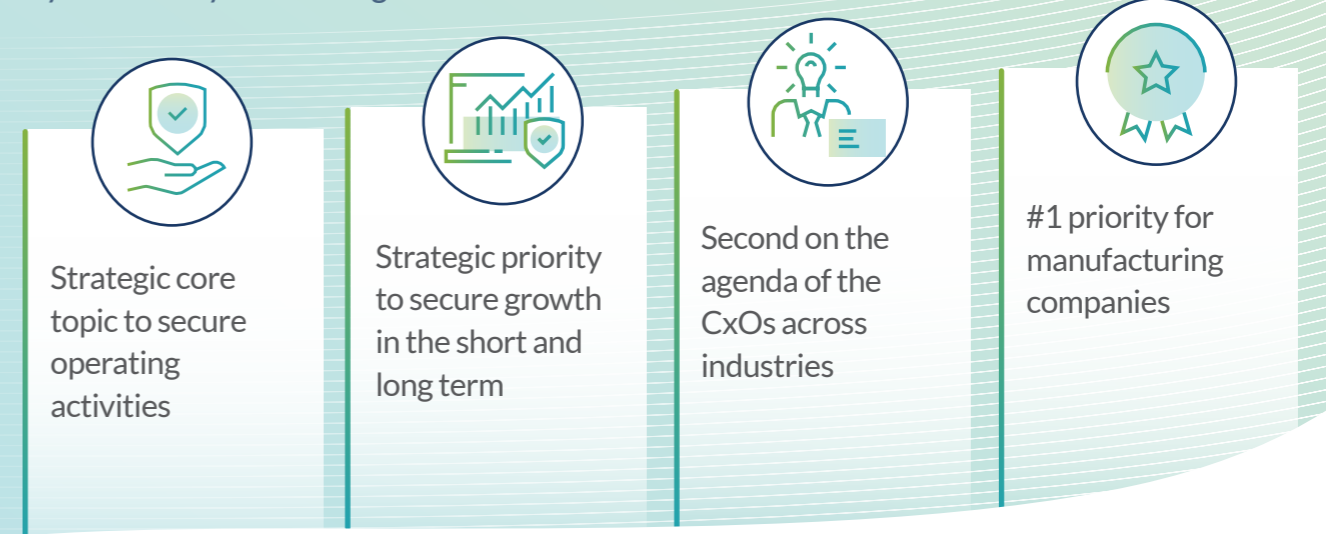 Strategic core
topic to secure
operating
activities
Strategic priority
to secure growth
in the short and
long term
Second on the
agenda of the
CxOs across
industries
#1 priority for
manufacturing
companies